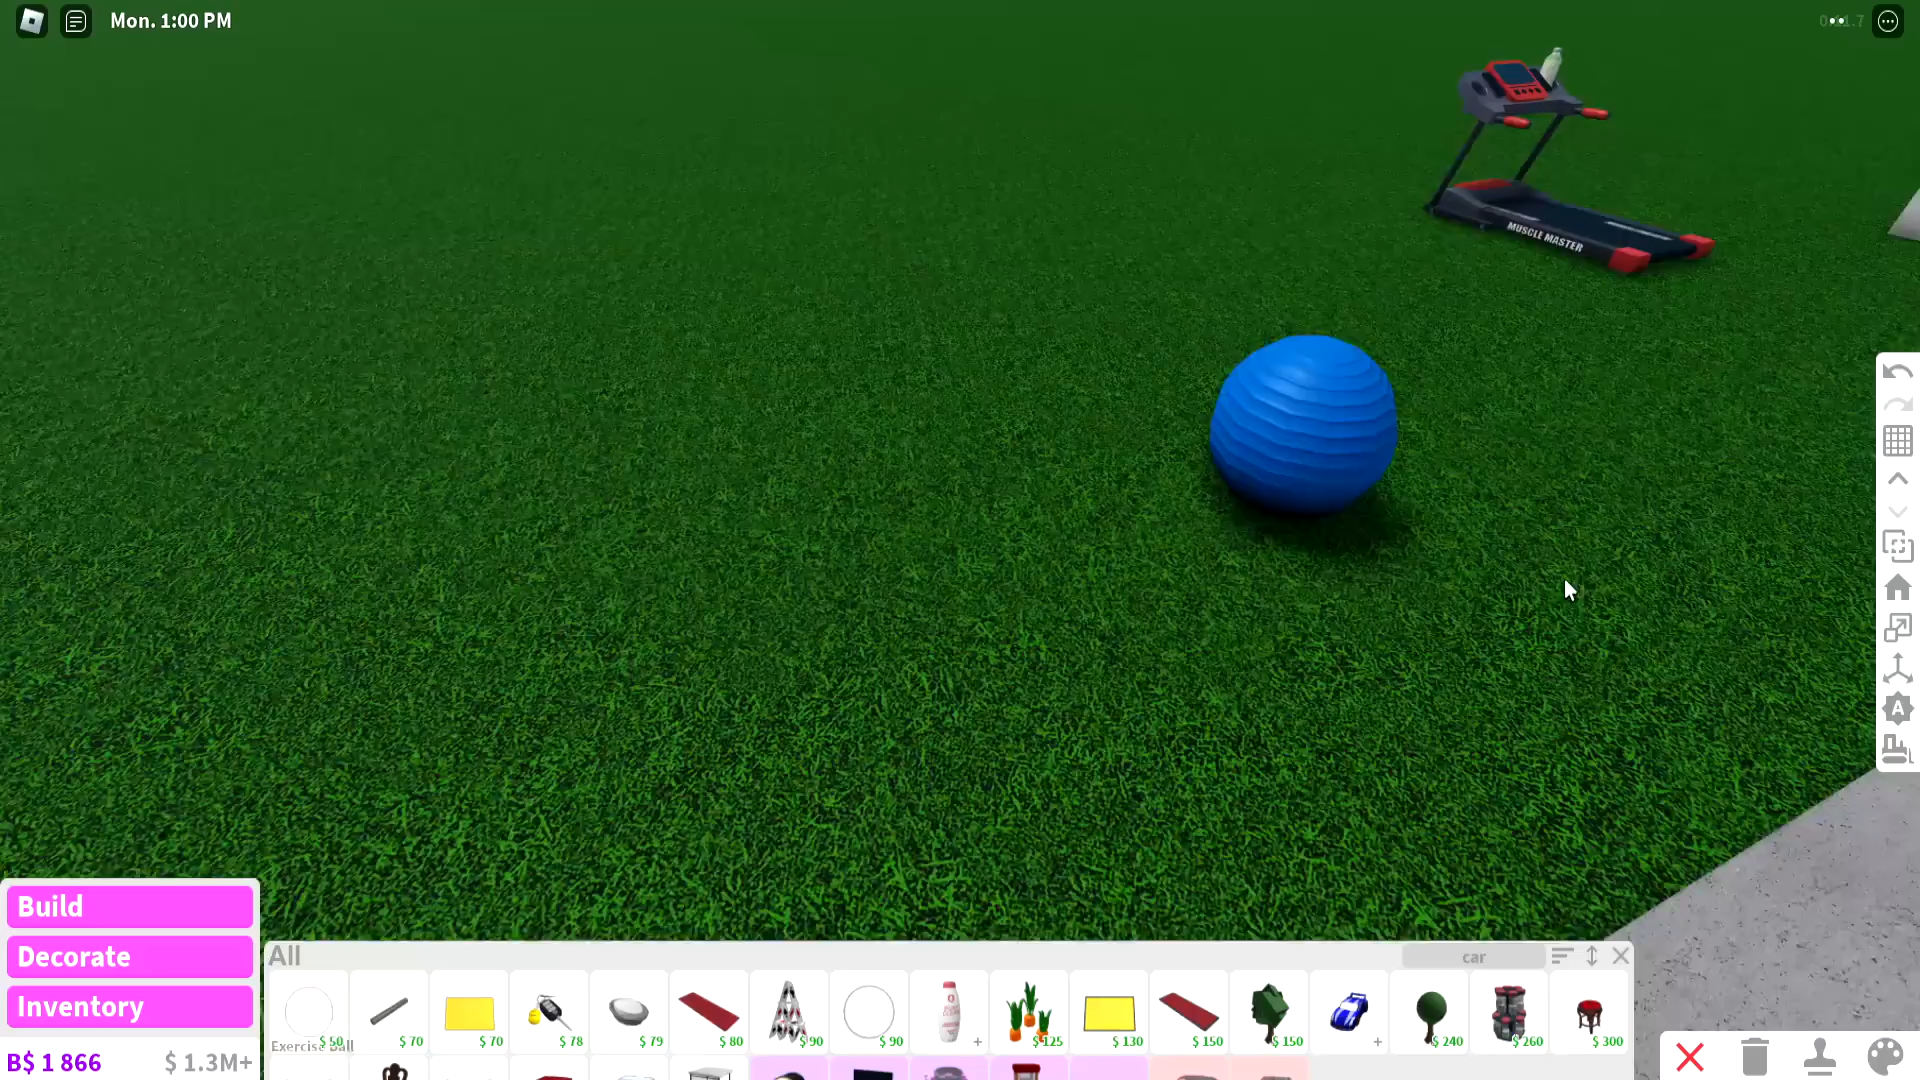 Mon. 1:00 PM
MUSCLE MASTER
A
Build
Decorate
Inventory
B$ 1 866
$ 1.3M+
All
car
Exercise Ball
$ 50
$ 70
$ 70
$ 78
$ 79
$ 80
$ 90
$ 90
+
$ 125
$ 130
$ 150
$ 150
+
$ 240
$ 260
$ 300